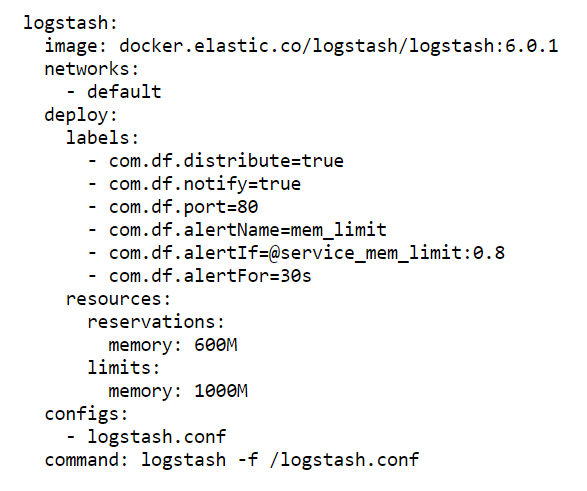 logstash:
  image: docker.elastic.co/logstash/logstash:6.0.1
  networks:
    - default
  deploy:
    labels:
      - com.df.distribute=true
      - com.df.notify=true
      - com.df.port=80
      - com.df.alertName=mem_limit
      - com.df.alertIf=@service_mem_limit:0.8
      - com.df.alertFor=30s
    resources:
      reservations:
        memory: 600M
      limits:
        memory: 1000M
  configs:
    - logstash.conf
  command: logstash -f /logstash.conf